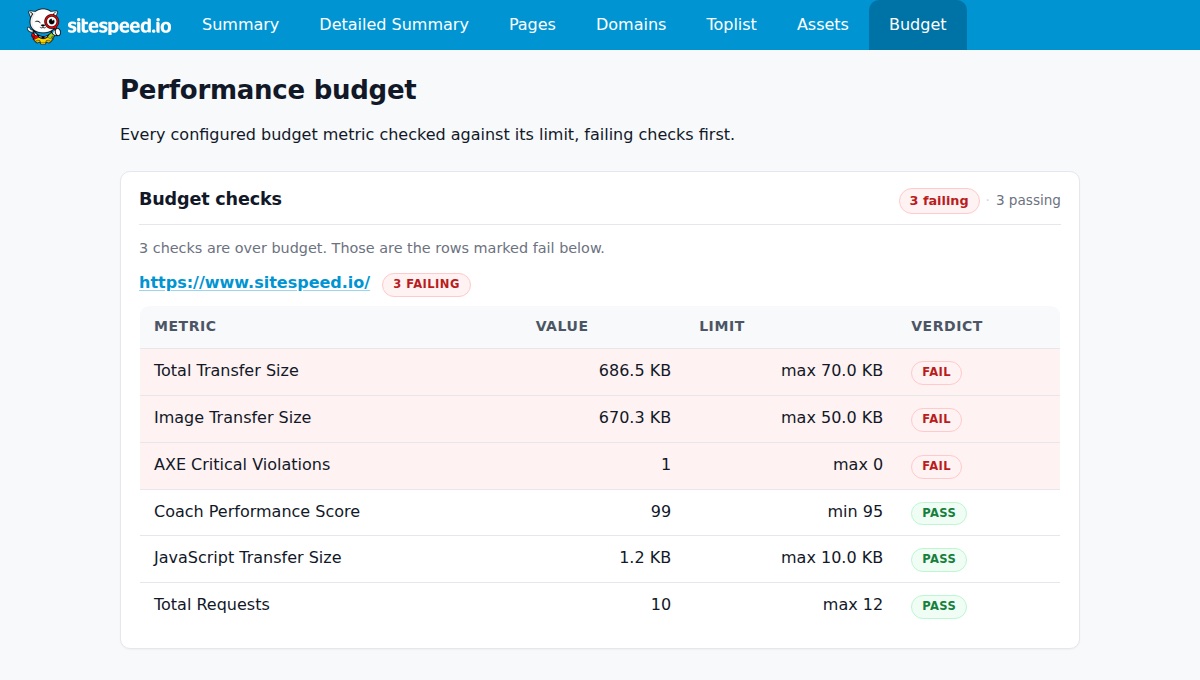 sitespeed.io Summary Detailed Summary Pages Domains Toplist Assets Budget
Performance budget
Every configured budget metric checked against its limit, failing checks first.
Budget checks 3 failing · 3 passing
3 checks are over budget. Those are the rows marked fail below.
https://www.sitespeed.io/ 3 FAILING
METRIC VALUE LIMIT VERDICT
Total Transfer Size 686.5 KB max 70.0 KB FAIL
Image Transfer Size 670.3 KB max 50.0 KB FAIL
AXE Critical Violations 1 max 0 FAIL
Coach Performance Score 99 min 95 PASS
JavaScript Transfer Size 1.2 KB max 10.0 KB PASS
Total Requests 10 max 12 PASS